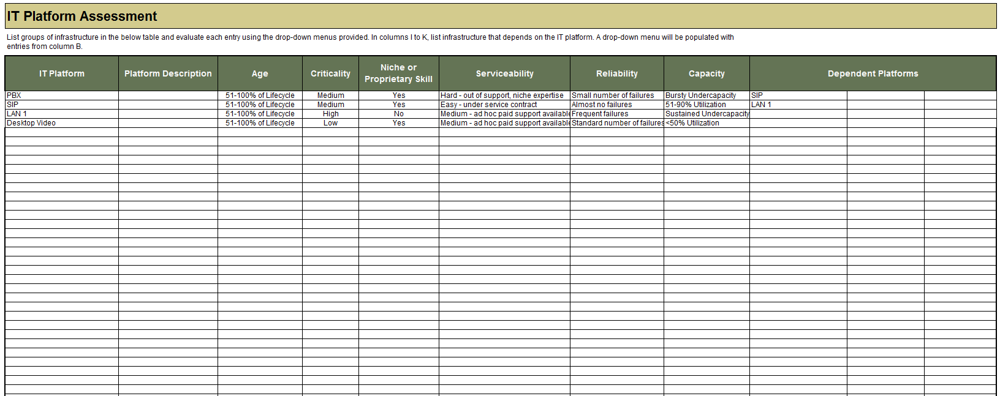 IT Platform Assessment
List groups of infrastructure in the below table and evaluate each entry using the drop-down menus provided. In columns I to K, list infrastructure that depends on the IT platform. A drop-down menu will be populated with
entries from column B.
IT Platform Platform Description Age Criticality Niche or Proprietary Skill Serviceability Reliability Capacity Dependent Platforms
PBX 51-100% of Lifecycle Medium Yes Hard - out of support, niche expertise Small number of failures Bursty Undercapacity SIP
SIP 51-100% of Lifecycle Medium Yes Easy - under service contract Almost no failures 51-90% Utilization LAN 1
LAN 1 51-100% of Lifecycle High No Medium - ad hoc paid support available Frequent failures Sustained Undercapacity
Desktop Video 51-100% of Lifecycle Low Yes Medium - ad hoc paid support available Standard number of failures <50% Utilization